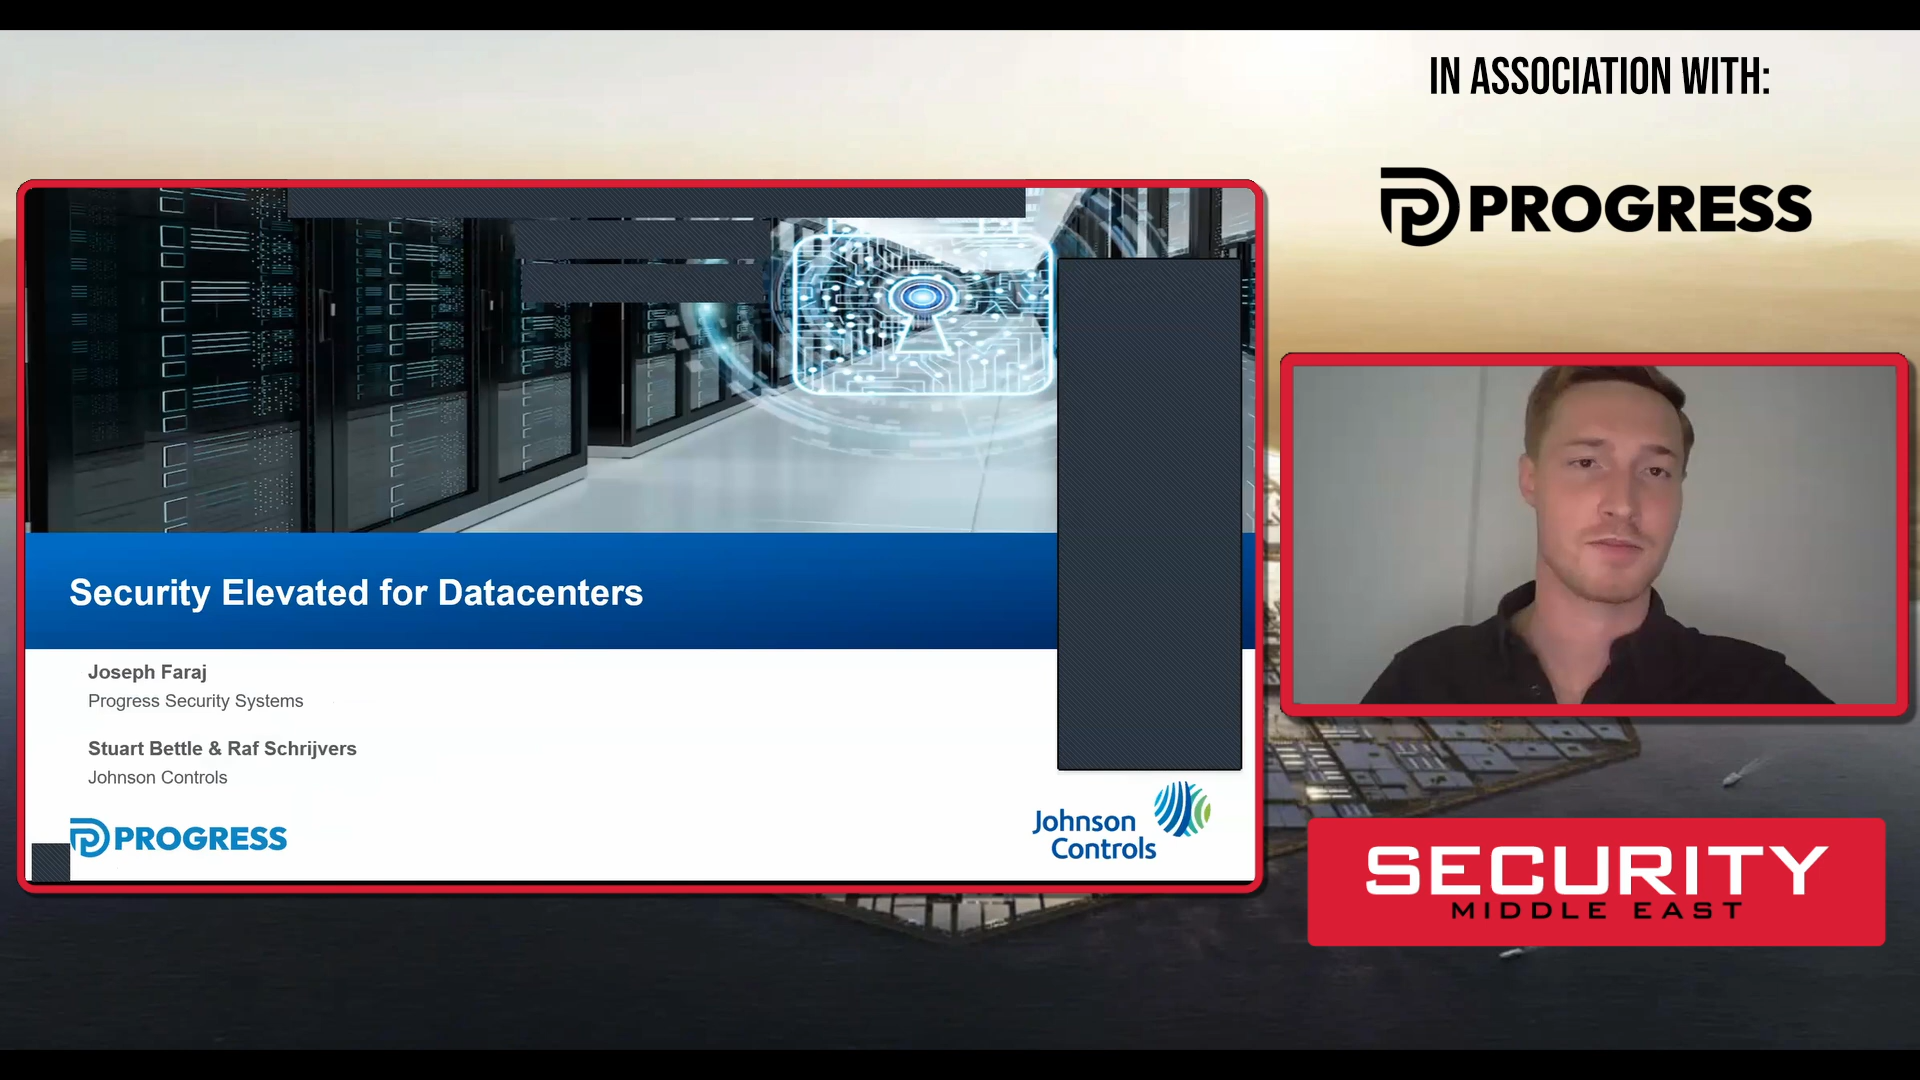 IN ASSOCIATION WITH:
PROGRESS
Security Elevated for Datacenters
Joseph Faraj
Progress Security Systems
Stuart Bettle & Raf Schrijvers
Johnson Controls
PROGRESS
Johnson
Controls
SECURITY
MIDDLE EAST